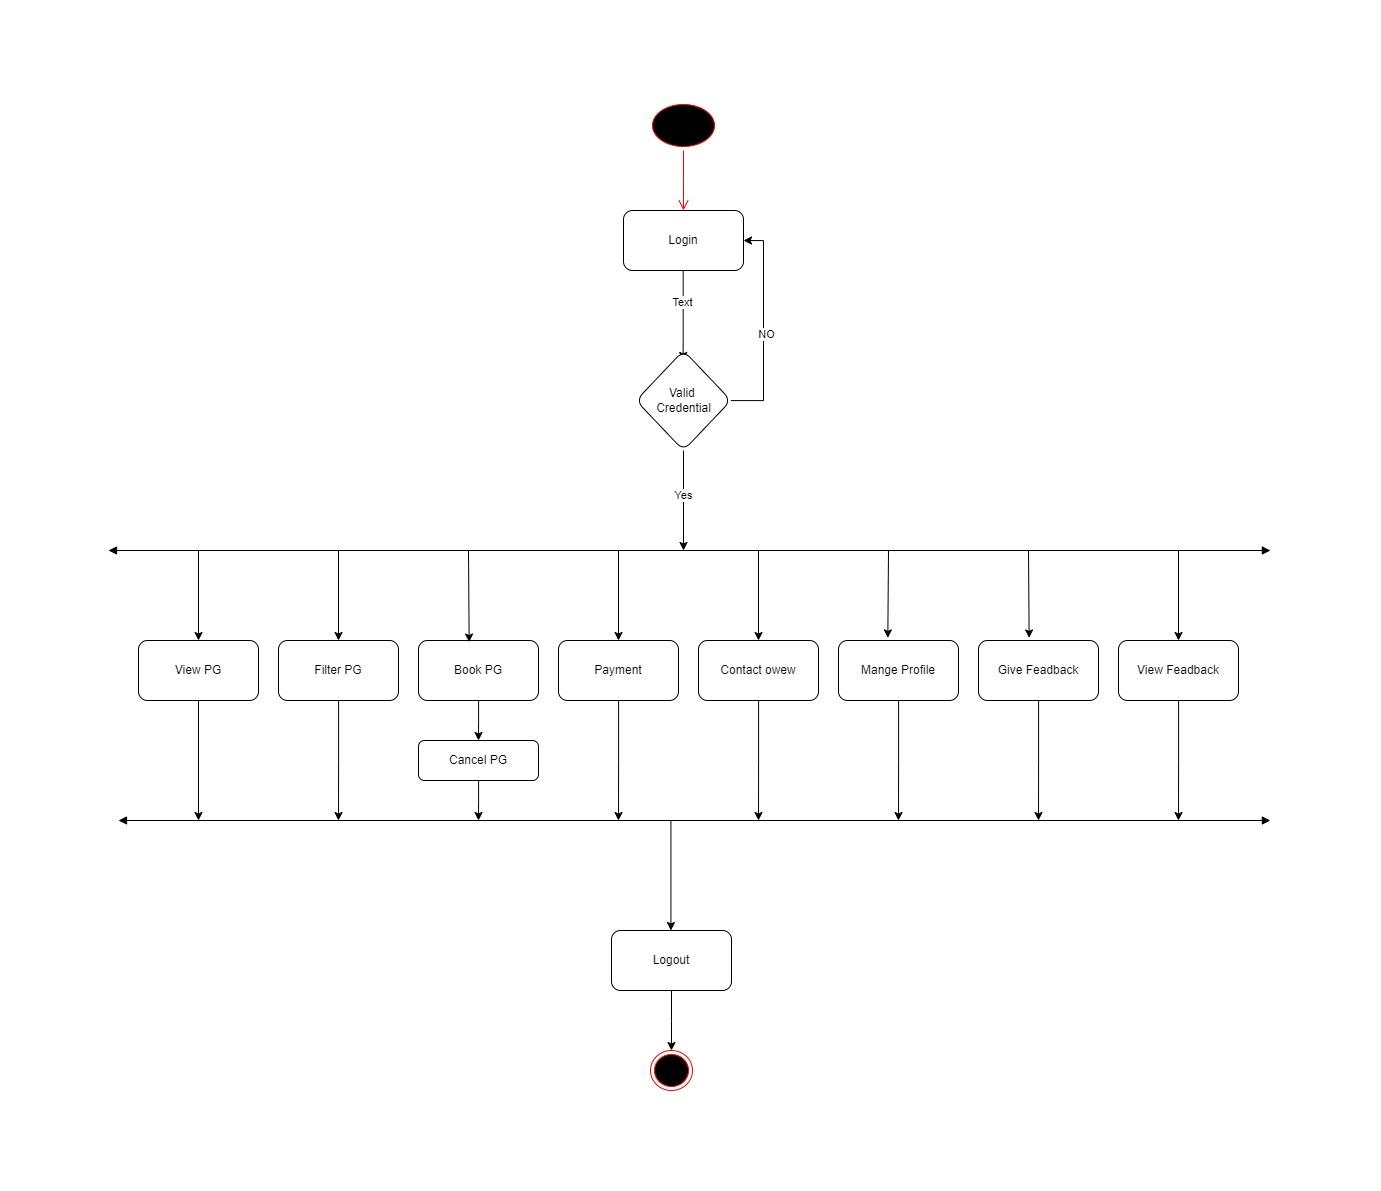 Login
Text
NO
Valid
Credential
Yes
View PG
Filter PG
Book PG
Payment
Contact owew
Mange Profile
Give Feadback
View Feadback
Cancel PG
Logout